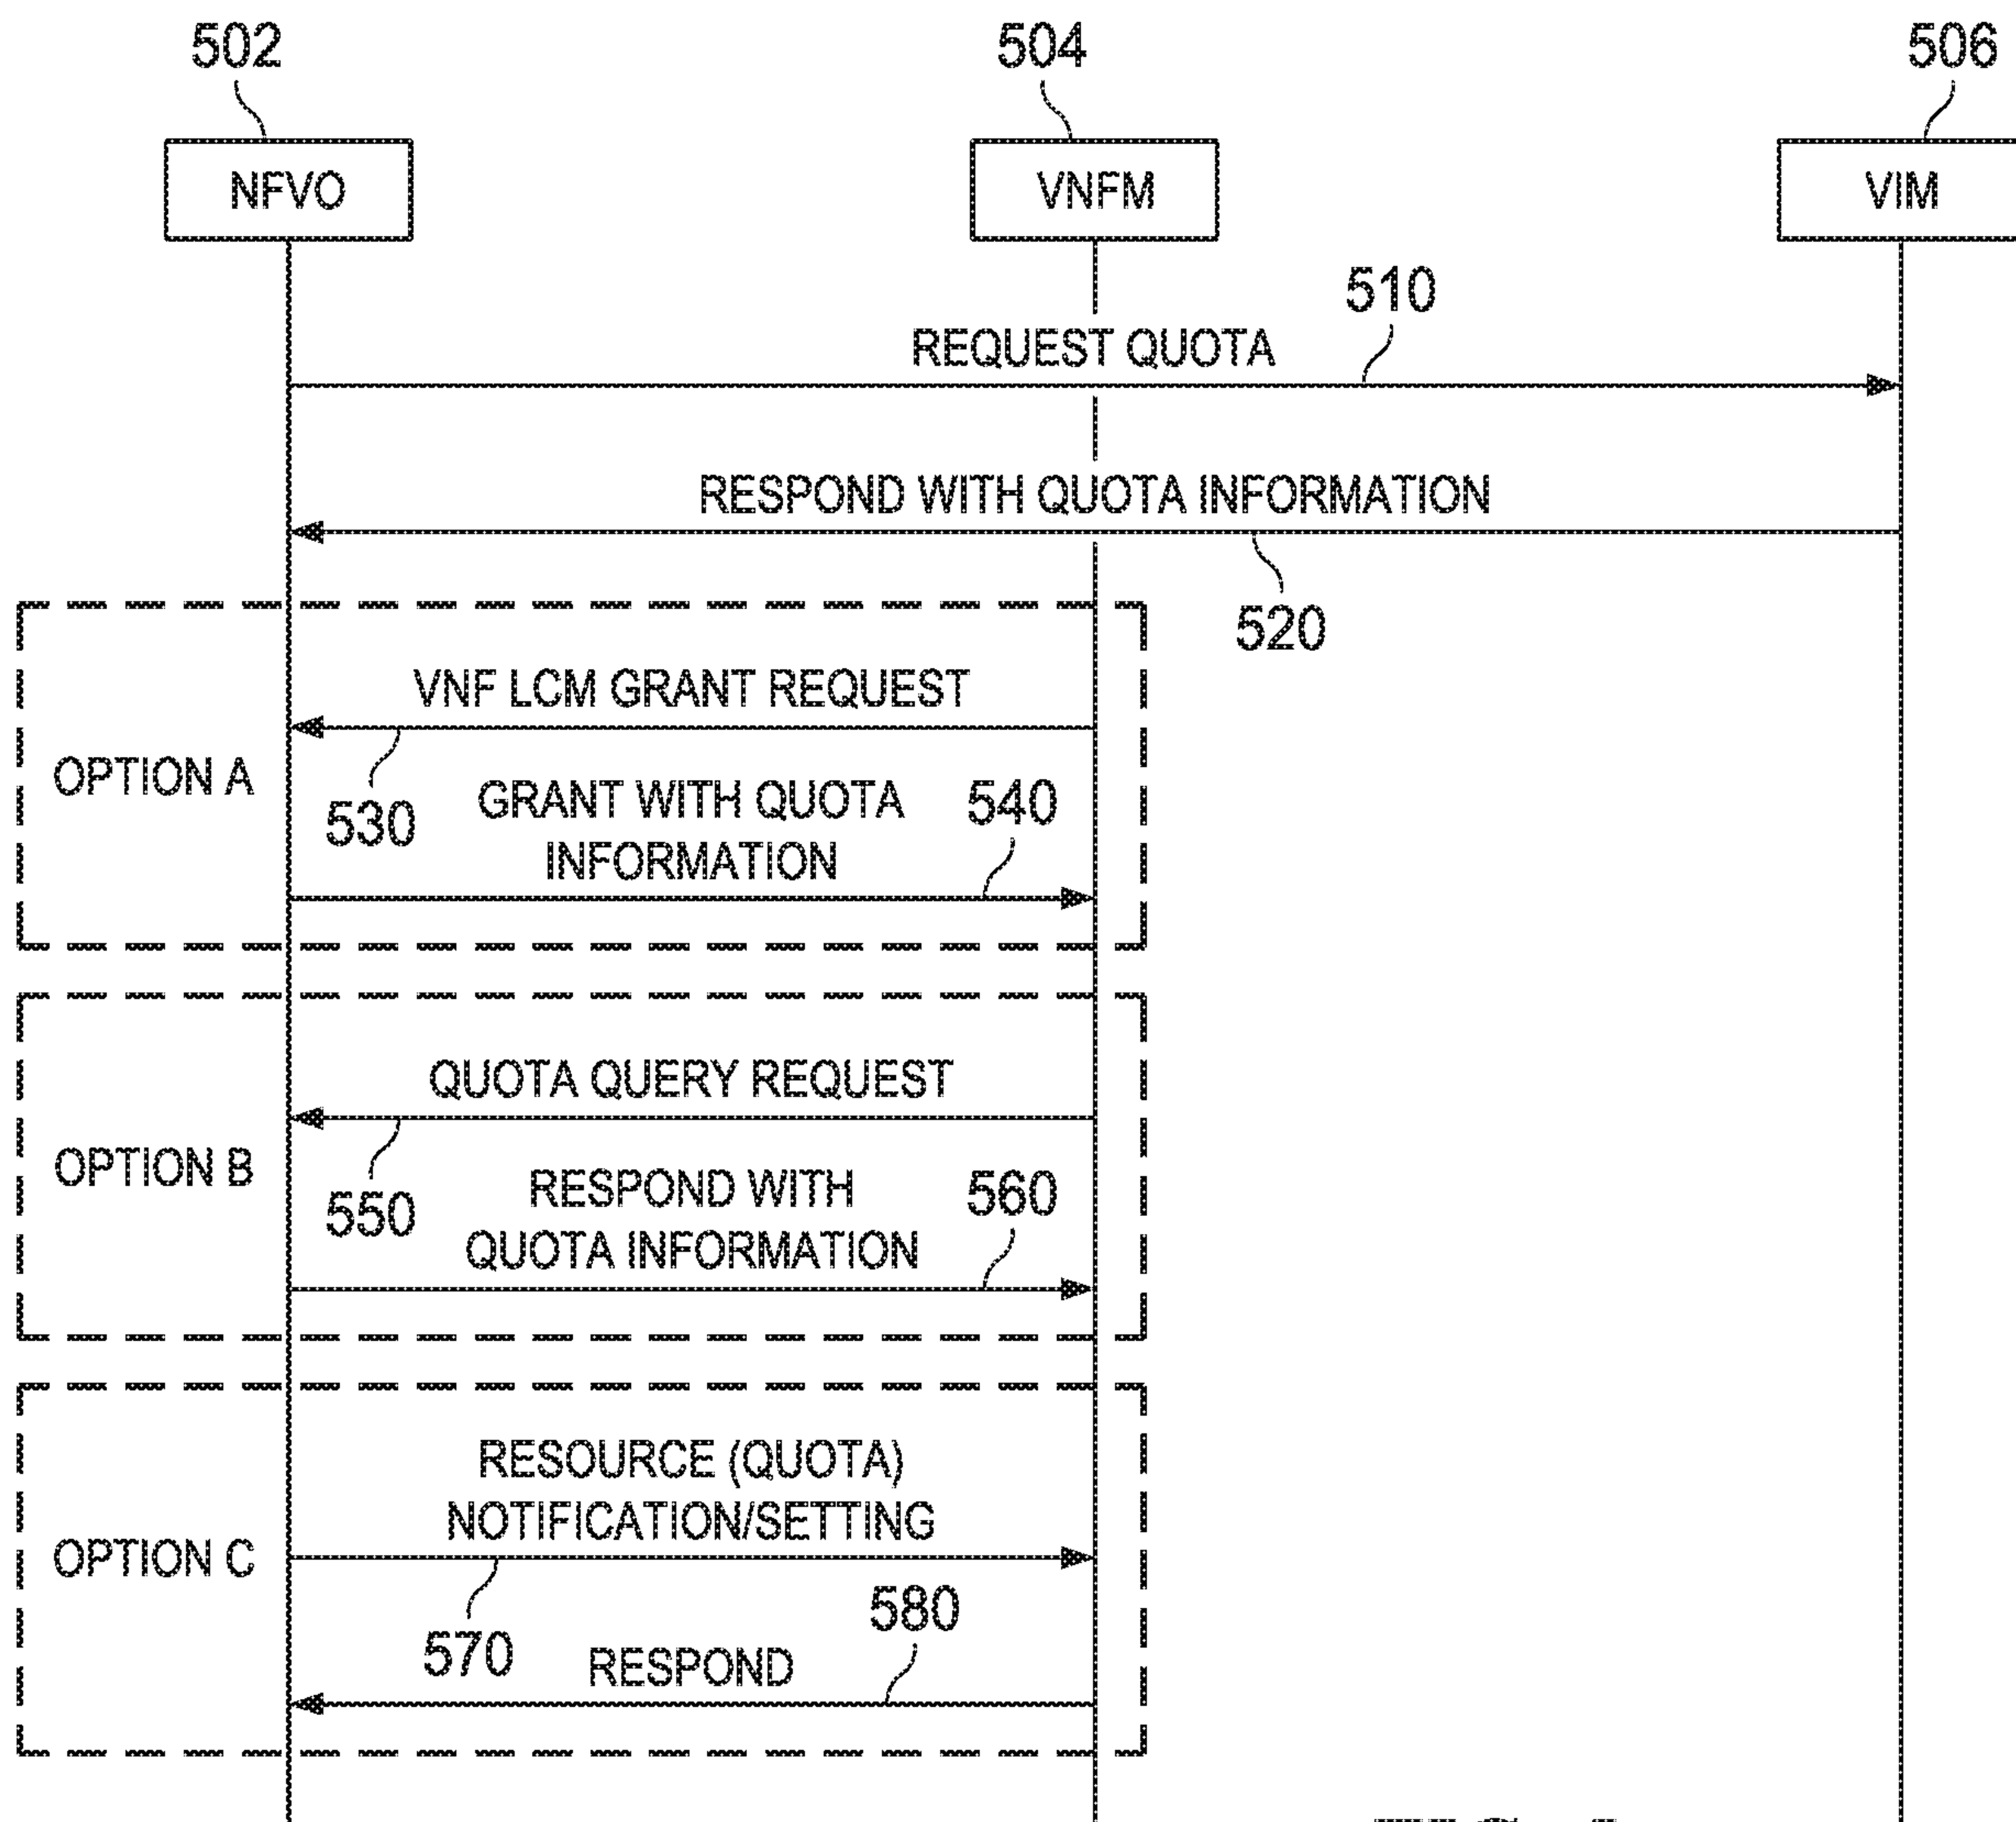 502
504
506
NFVO
VNFM
VIM
510
REQUEST QUOTA
RESPOND WITH QUOTA INFORMATION
520
VNF LCM GRANT REQUEST
OPTION A
530
GRANT WITH QUOTA
INFORMATION
540
QUOTA QUERY REQUEST
OPTION B
550
RESPOND WITH
QUOTA INFORMATION
560
RESOURCE (QUOTA)
NOTIFICATION/SETTING
OPTION C
570
580
RESPOND